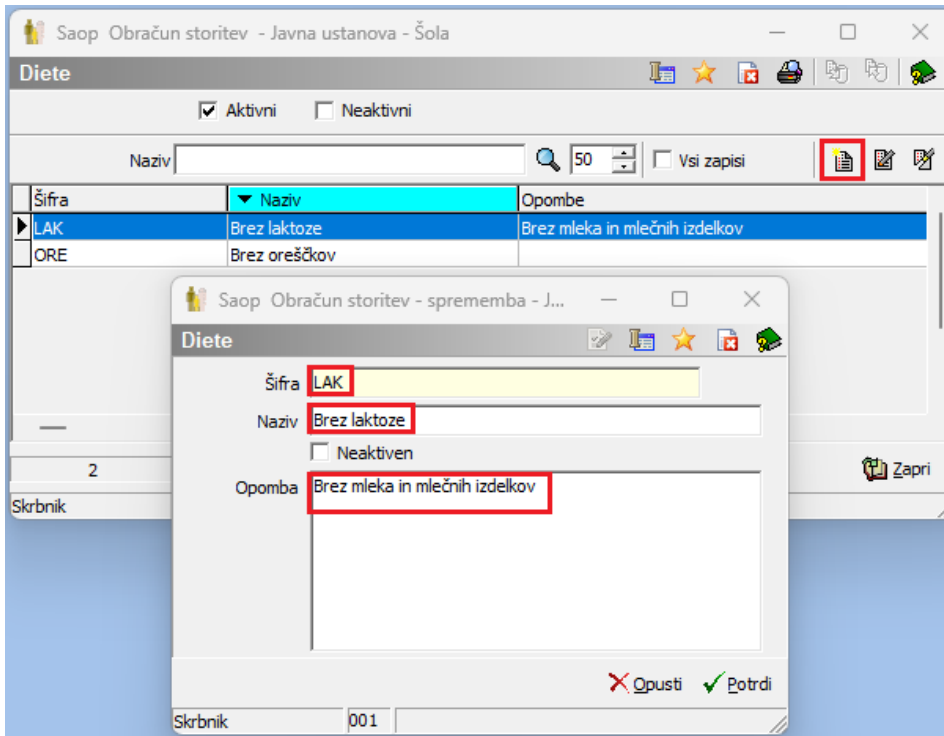 Saop Obračun storitev - Javna ustanova - Šola
Diete
Aktivni Neaktivni
Naziv 50 Vsi zapisi
Šifra Naziv Opombe
LAK Brez laktoze Brez mleka in mlečnih izdelkov
ORE Brez oreščkov
Saop Obračun storitev - sprememba - J...
Diete
Šifra LAK
Naziv Brez laktoze
Neaktiven
Opomba Brez mleka in mlečnih izdelkov
2 Zapri
Skrbnik
Opusti Potrdi
Skrbnik 001